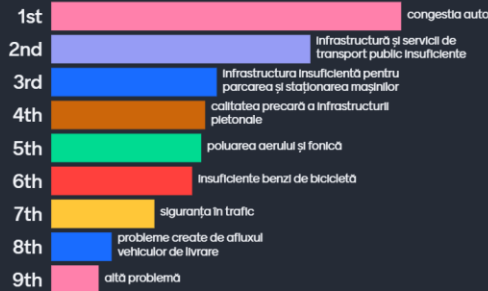 1st
congestia auto
2nd
infrastructură și servicii de
transport public insuficiente
3rd
infrastructura insuficientă pentru
parcarea și staționarea mașinilor
4th
calitatea precară a infrastructurii
pietonale
5th
poluarea aerului și fonică
6th
insuficiente benzi de bicicletă
7th
siguranța în trafic
8th
probleme create de afluxul
vehiculor de livrare
9th
altă problemă